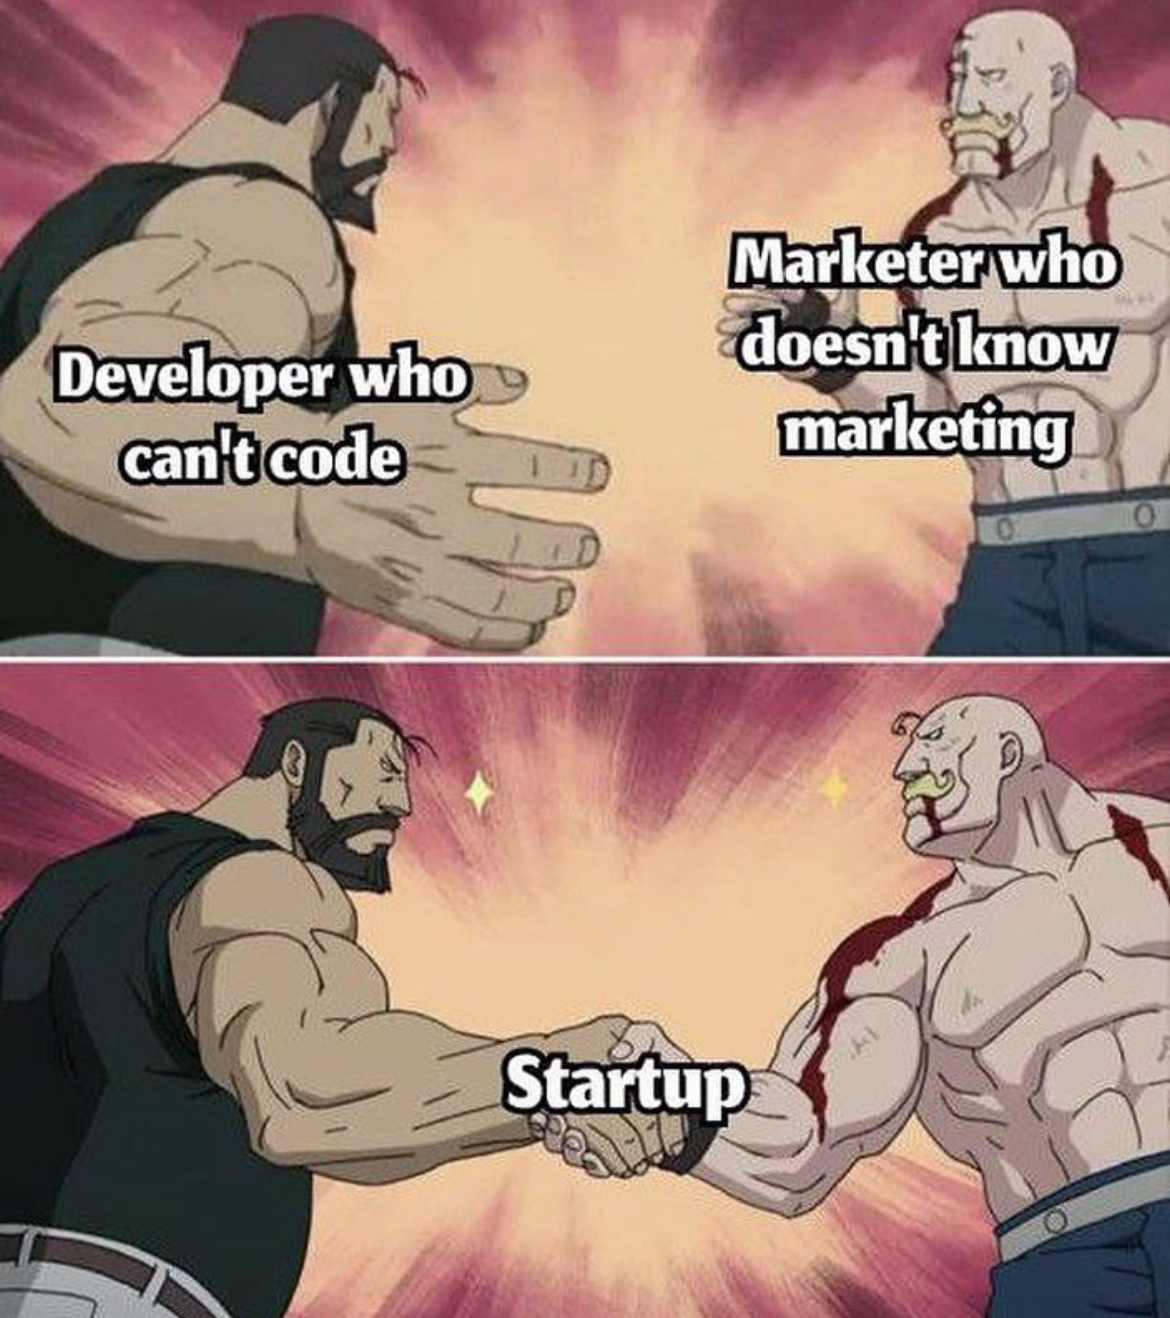 Developer who
can't code
Marketer who
doesn't know
marketing
Startup